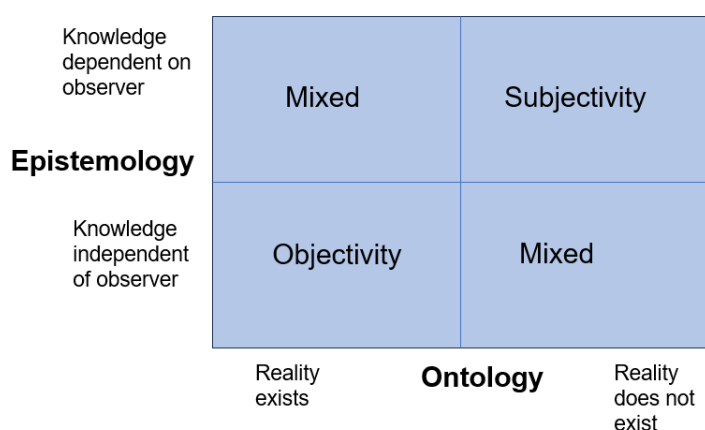 Knowledge
dependent on
observer
Mixed
Subjectivity
Epistemology
Knowledge
independent
of observer
Objectivity
Mixed
Reality
exists
Ontology
Reality
does not
exist